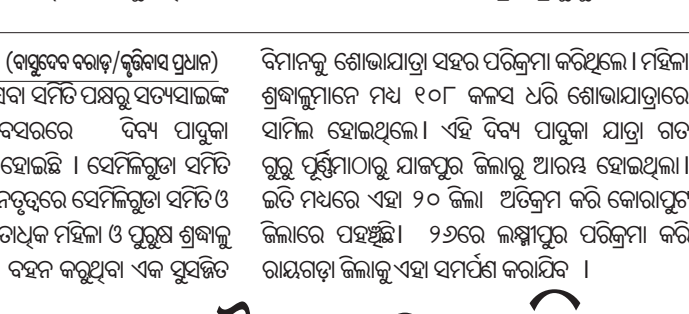 (ବାସୁଦେବ ବରାଡ଼/କୃତିବାସ ପ୍ରଧାନ)
ସମିତି ପକ୍ଷରୁ ସତ୍ୟସାଇଙ୍କ
ଦିବ୍ୟ ପାଦୁକା
ହୋଇଛି । ସେମିଳିଗୁଡା ସମିତି
ସେମିଳିଗୁଡା ସମିତି ଓ
ମହିଳା ଓ ପୁରୁଷ ଶ୍ରଦ୍ଧାଳୁ
ବହନ କରୁଥିବା ଏକ ସୁସଜ୍ଜିତ
ବିମାନକୁ ଶୋଭାଯାତ୍ରା ସହର ପରିକ୍ରମା କରିଥିଲେ । ମହିଳା
ଶ୍ରଦ୍ଧାଳୁମାନେ ମଧ୍ୟ ୧୦୮ କଳସ ଧରି ଶୋଭାଯାତ୍ରାରେ
ସାମିଲ ହୋଇଥିଲେ । ଏହି ଦିବ୍ୟ ପାଦୁକା ଯାତ୍ରା ଗତ
ଗୁରୁ ପୂର୍ଣ୍ଣିମାଠାରୁ ଯାଜପୁର ଜିଲାରୁ ଆରମ୍ଭ ହୋଇଥିଲା ।
ଇତି ମଧ୍ୟରେ ଏହା ୨୦ ଜିଲା ଅତିକ୍ରମ କରି କୋରାପୁଟ
ଜିଲାରେ ପହଞ୍ଚିଛି । ୨୬ରେ ଲକ୍ଷ୍ମୀପୁର ପରିକ୍ରମା କରି
ରାୟଗଡ଼ା ଜିଲାକୁ ଏହା ସମର୍ପଣ କରାଯିବ ।